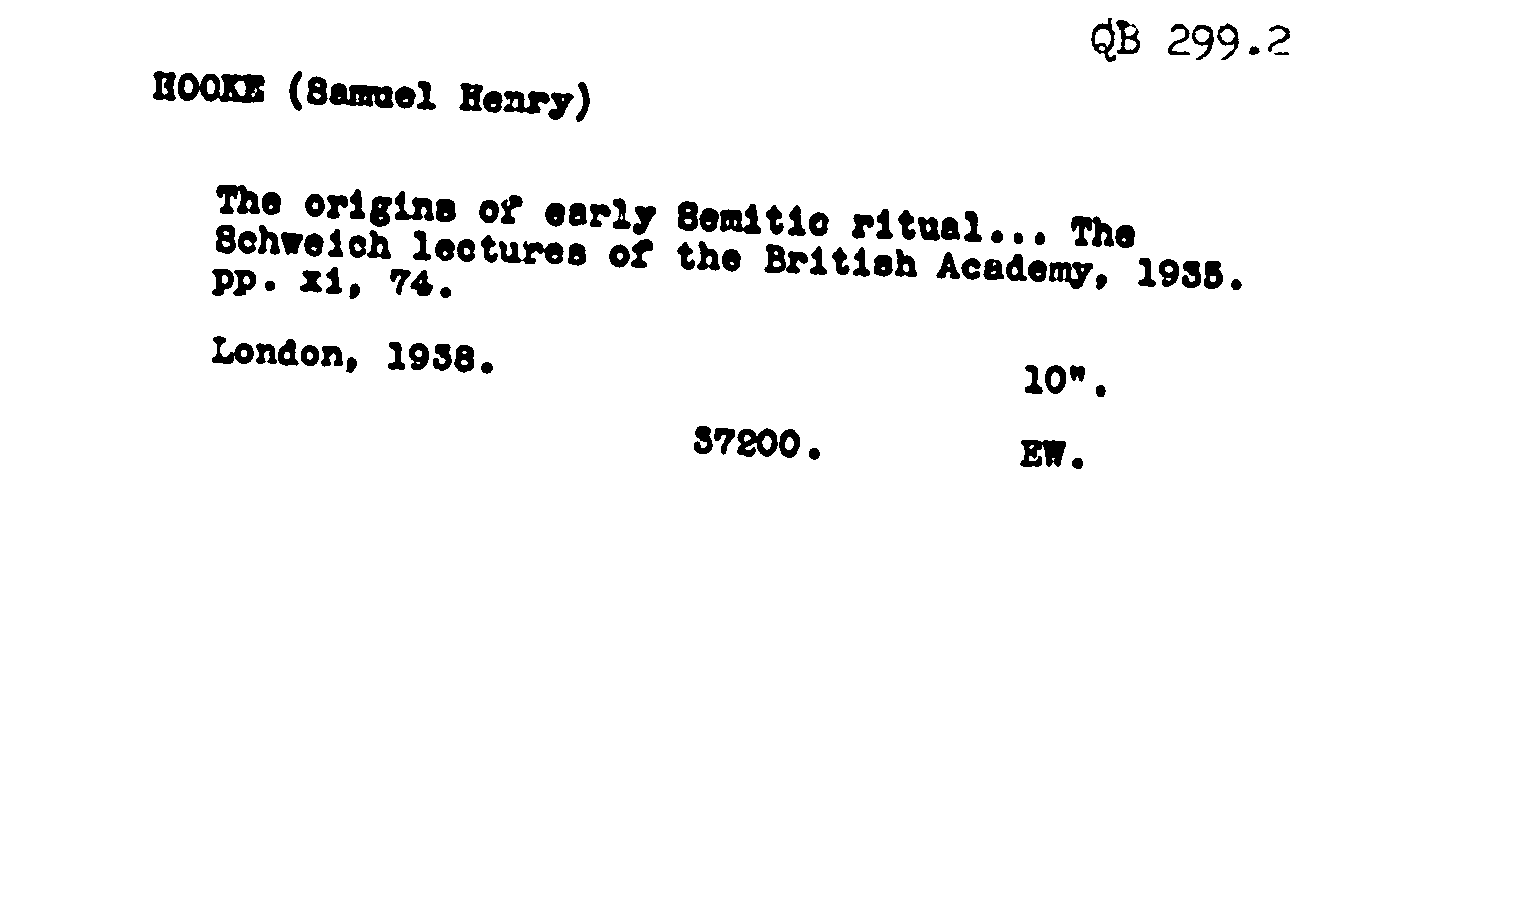 QB 299.2
HOOKE (Samuel Henry)
The origins of early Semitic ritual... The
Schweich lectures of the British Academy, 1935.
pp. xi, 74.
London, 1938.
10".
37200.
EW.